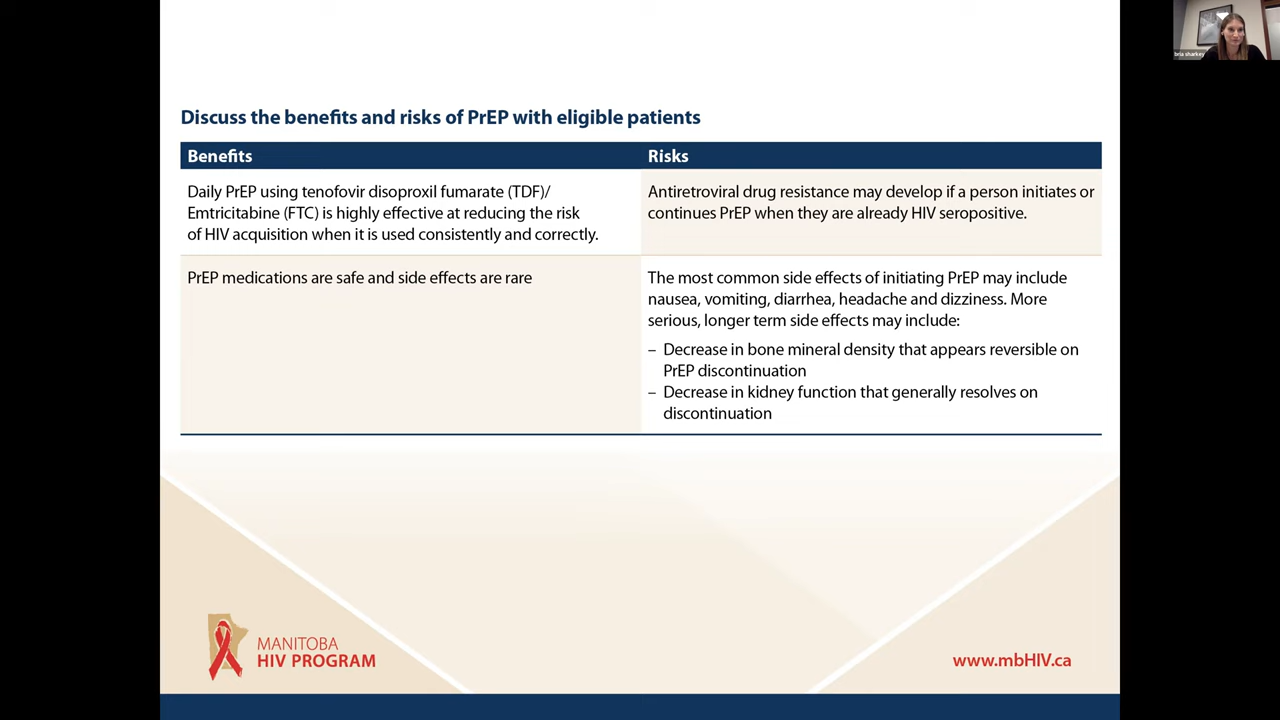 bria sharkey
Discuss the benefits and risks of PrEP with eligible patients
Benefits
Risks
Daily PrEP using tenofovir disoproxil fumarate (TDF)/
Emtricitabine (FTC) is highly effective at reducing the risk
of HIV acquisition when it is used consistently and correctly.
Antiretroviral drug resistance may develop if a person initiates or
continues PrEP when they are already HIV seropositive.
PrEP medications are safe and side effects are rare
The most common side effects of initiating PrEP may include
nausea, vomiting, diarrhea, headache and dizziness. More
serious, longer term side effects may include:
– Decrease in bone mineral density that appears reversible on
PrEP discontinuation
– Decrease in kidney function that generally resolves on
discontinuation
MANITOBA
HIV PROGRAM
www.mbHIV.ca